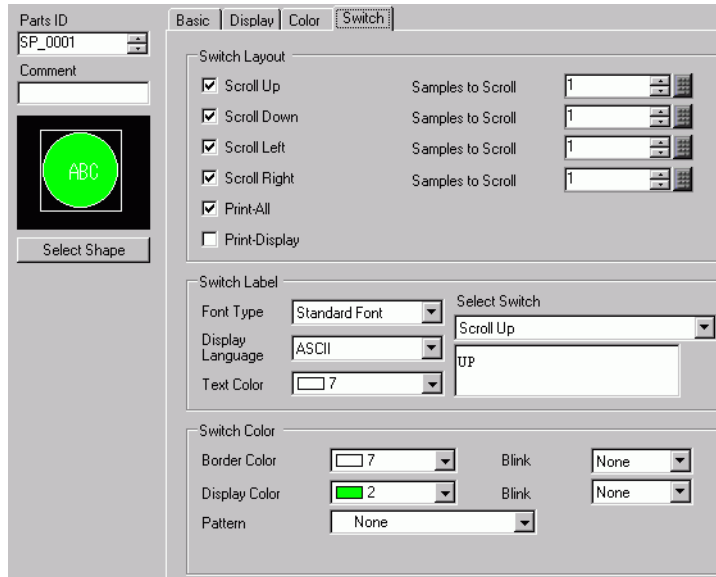 Parts ID
SP_0001
Comment
ABC
Select Shape
Basic Display Color Switch
Switch Layout
Scroll Up Samples to Scroll 1
Scroll Down Samples to Scroll 1
Scroll Left Samples to Scroll 1
Scroll Right Samples to Scroll 1
Print-All
Print-Display
Switch Label
Font Type Standard Font
Display Language ASCII
Text Color 7
Select Switch
Scroll Up
UP
Switch Color
Border Color 7 Blink None
Display Color 2 Blink None
Pattern None